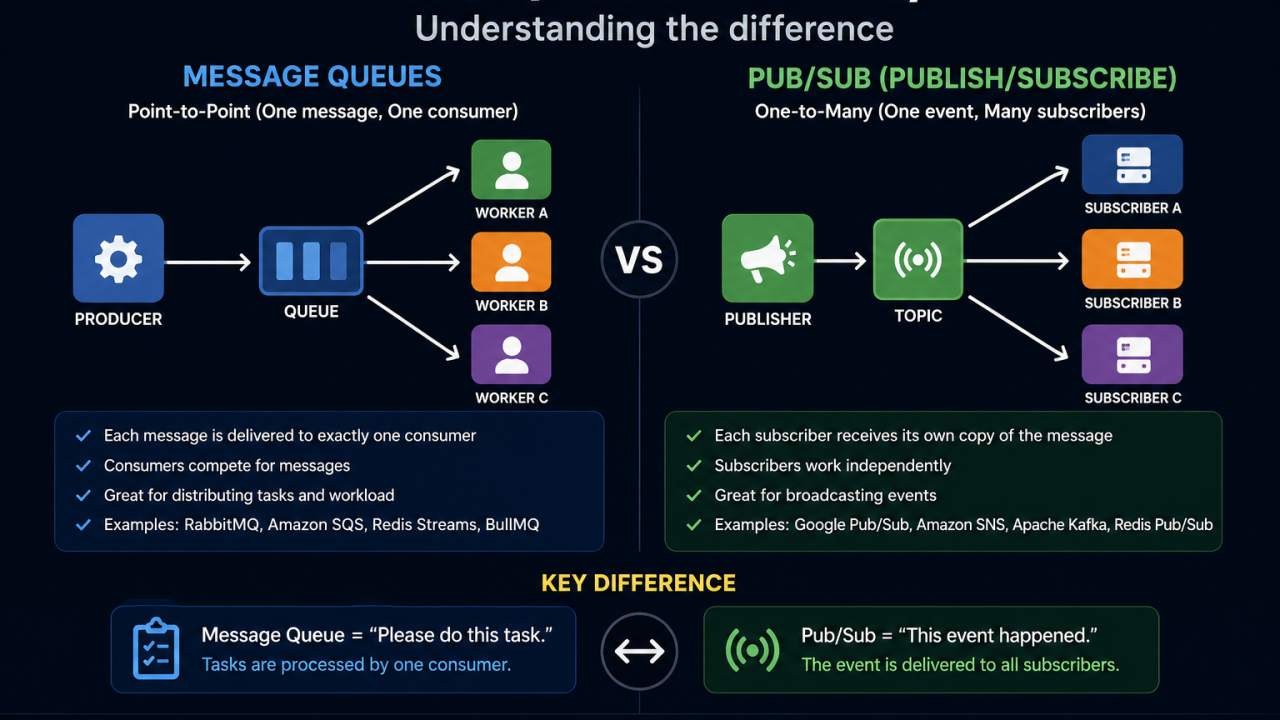 Understanding the difference
MESSAGE QUEUES
Point-to-Point (One message, One consumer)
PRODUCER
QUEUE
WORKER A
WORKER B
WORKER C
Each message is delivered to exactly one consumer
Consumers compete for messages
Great for distributing tasks and workload
Examples: RabbitMQ, Amazon SQS, Redis Streams, BullMQ
VS
PUB/SUB (PUBLISH/SUBSCRIBE)
One-to-Many (One event, Many subscribers)
PUBLISHER
TOPIC
SUBSCRIBER A
SUBSCRIBER B
SUBSCRIBER C
Each subscriber receives its own copy of the message
Subscribers work independently
Great for broadcasting events
Examples: Google Pub/Sub, Amazon SNS, Apache Kafka, Redis Pub/Sub
KEY DIFFERENCE
Message Queue = “Please do this task.”
Tasks are processed by one consumer.
Pub/Sub = “This event happened.”
The event is delivered to all subscribers.